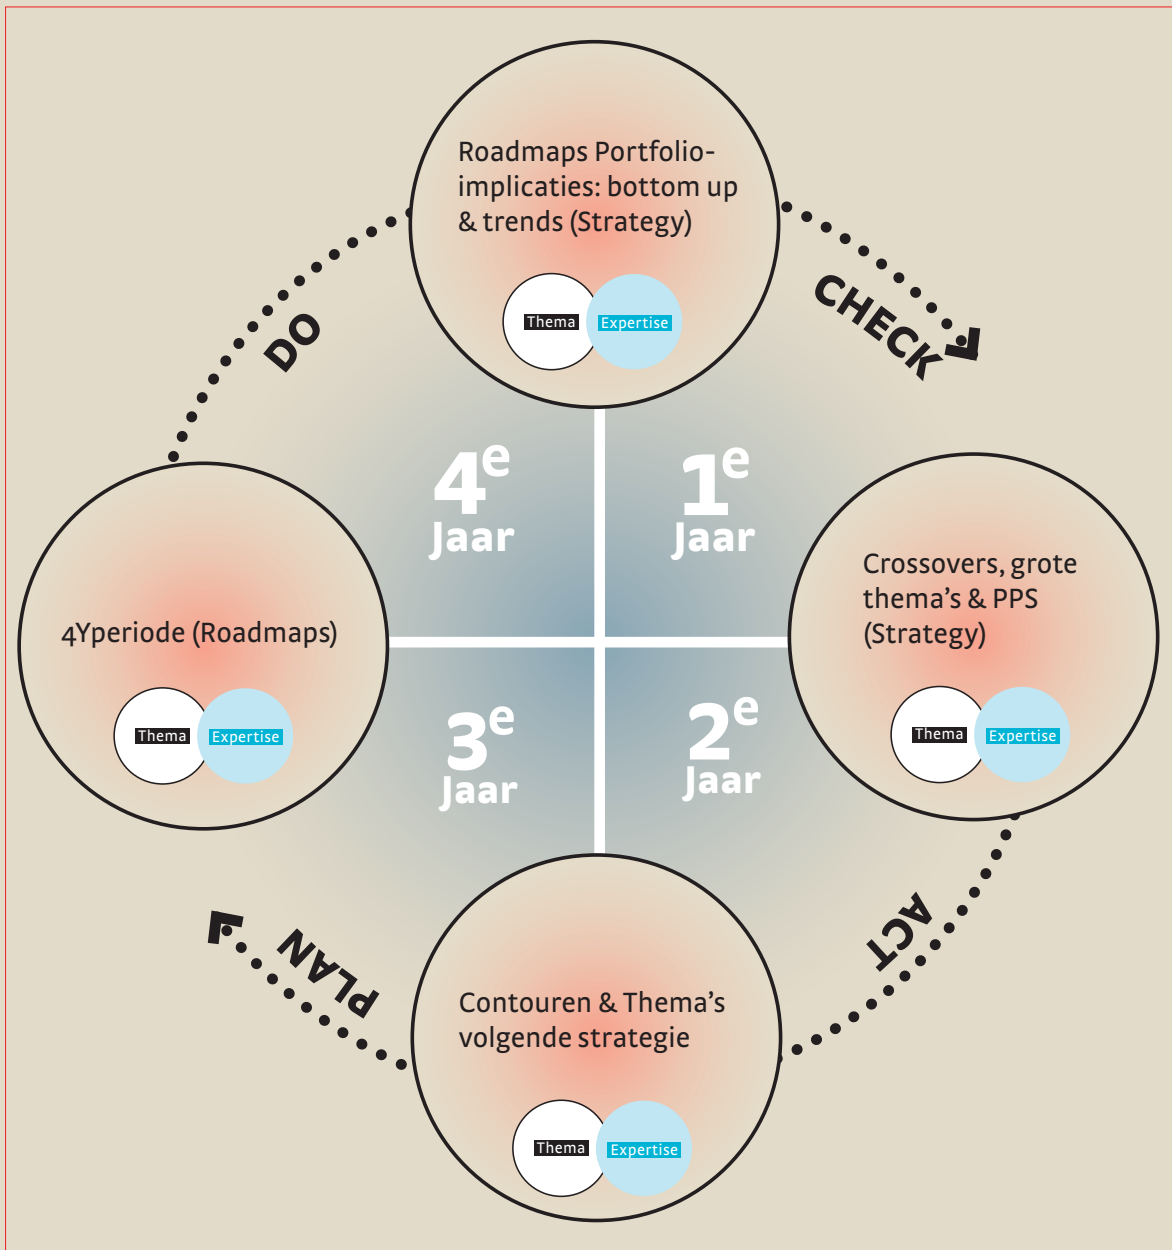 Roadmaps Portfolio-
implicaties: bottom up
& trends (Strategy)
Thema
Expertise
DO
CHECK
4e
Jaar
1e
Jaar
4Yperiode (Roadmaps)
Thema
Expertise
Crossovers, grote
thema's & PPS
(Strategy)
Thema
Expertise
3e
Jaar
2e
Jaar
PLAN
ACT
Contouren & Thema's
volgende strategie
Thema
Expertise